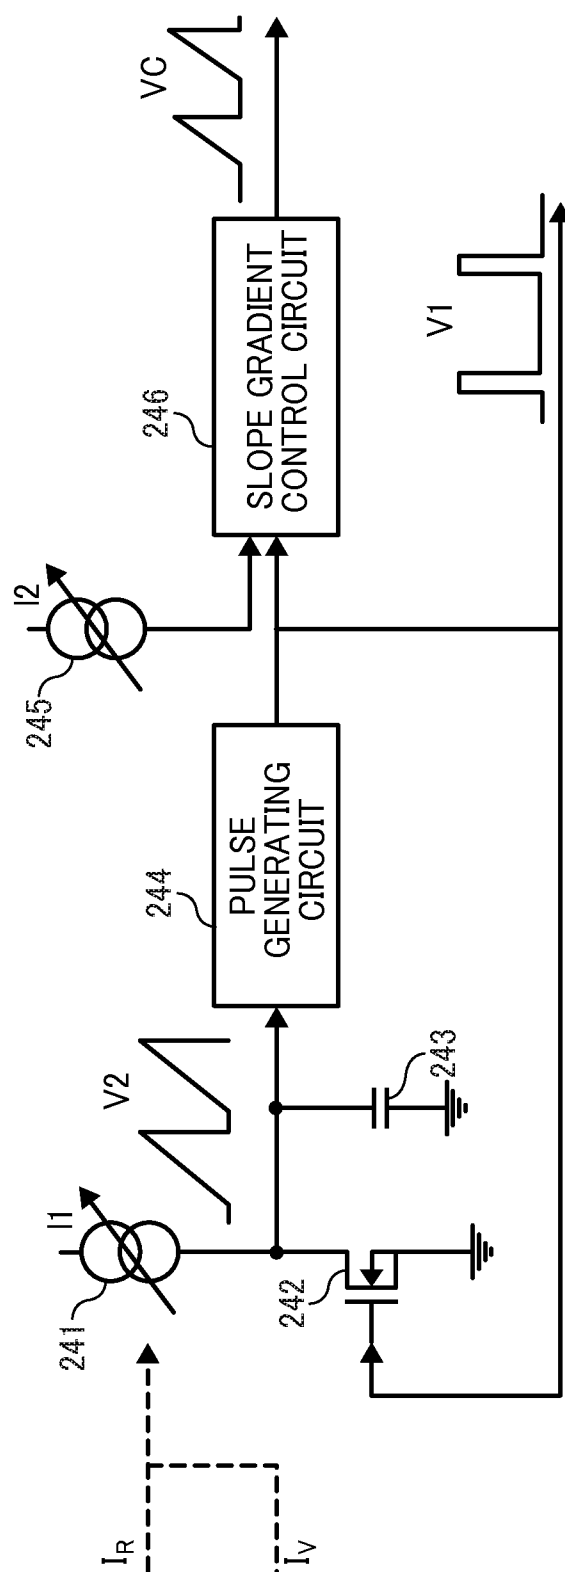 I_R
I_V
241
I1
V2
242
243
244
PULSE
GENERATING
CIRCUIT
245
I2
246
SLOPE GRADIENT
CONTROL CIRCUIT
VC
V1